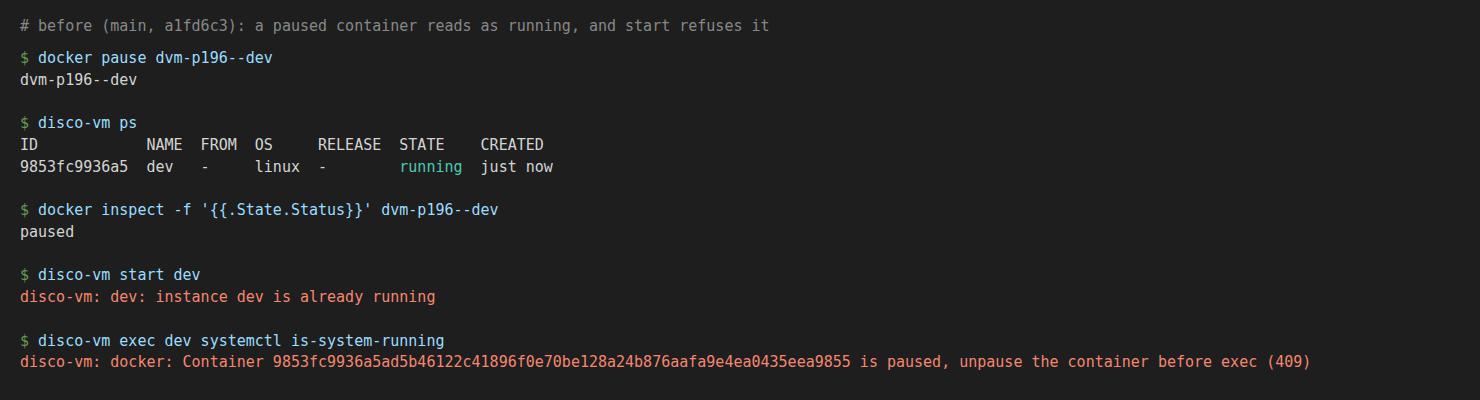 # before (main, a1fd6c3): a paused container reads as running, and start refuses it
$ docker pause dvm-p196--dev
dvm-p196--dev
$ disco-vm ps
ID            NAME  FROM  OS     RELEASE  STATE    CREATED
9853fc9936a5  dev   -     linux  -        running  just now
$ docker inspect -f '{{.State.Status}}' dvm-p196--dev
paused
$ disco-vm start dev
disco-vm: dev: instance dev is already running
$ disco-vm exec dev systemctl is-system-running
disco-vm: docker: Container 9853fc9936a5ad5b46122c41896f0e70be128a24b876aafa9e4ea0435eea9855 is paused, unpause the container before exec (409)